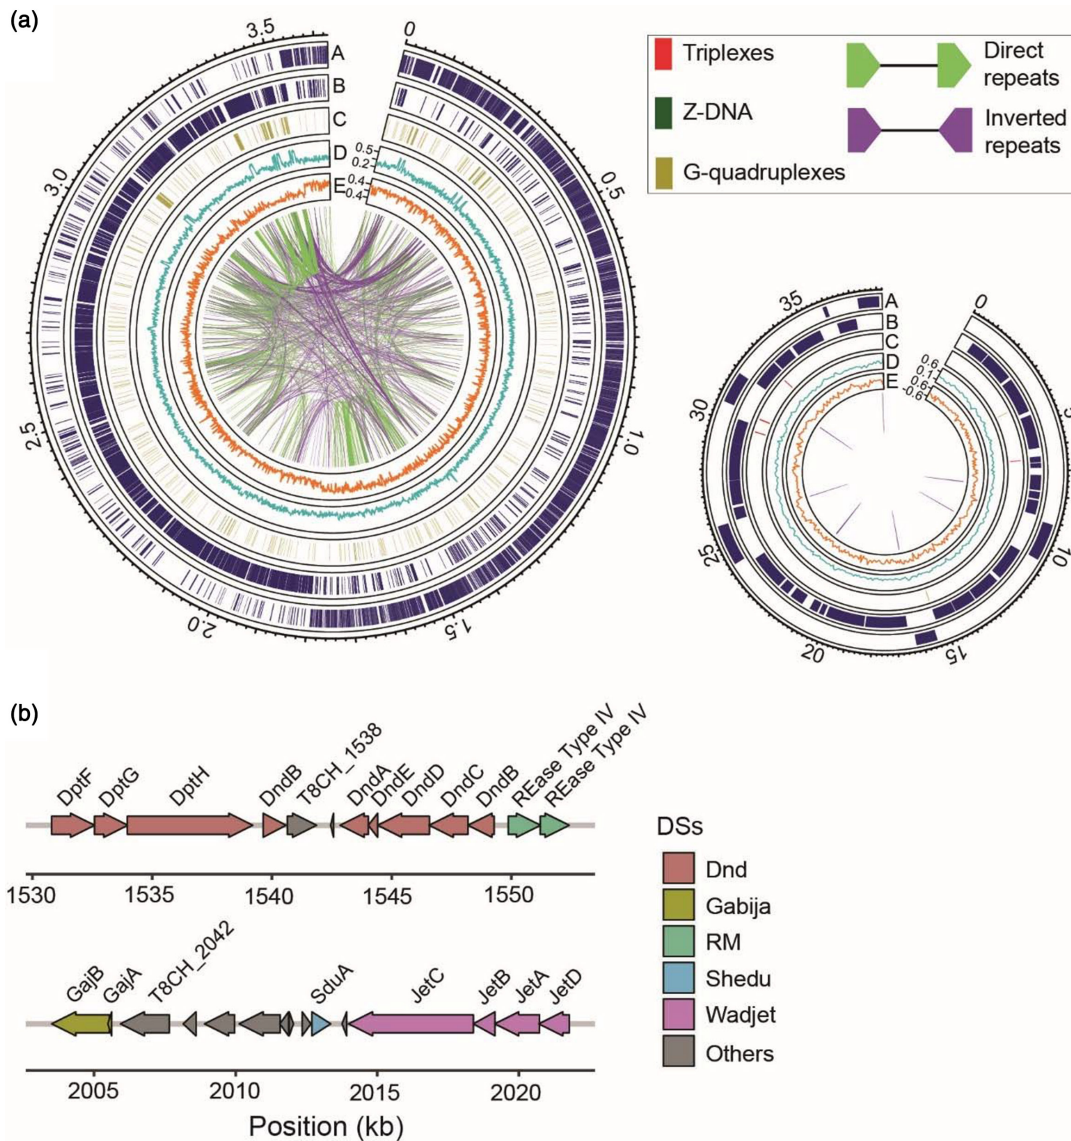 (a)
0
0.5
1.0
1.5
2.0
2.5
3.0
3.5
A
B
C
D
E
0.5
0.2
0.4
0.4
Triplexes
Z-DNA
G-quadruplexes
Direct
repeats
Inverted
repeats
0
10
15
20
25
30
35
A
B
C
D
E
0.6
0.1
0.6
-0.6
(b)
DptF
DptG
DptH
DndB
T8CH_1538
DndA
DndE
DndD
DndC
DndB
REase Type IV
REase Type IV
1530
1535
1540
1545
1550
GajB
GajA
T8CH_2042
SduA
JetC
JetB
JetA
JetD
2005
2010
2015
2020
Position (kb)
DSs
Dnd
Gabija
RM
Shedu
Wadjet
Others